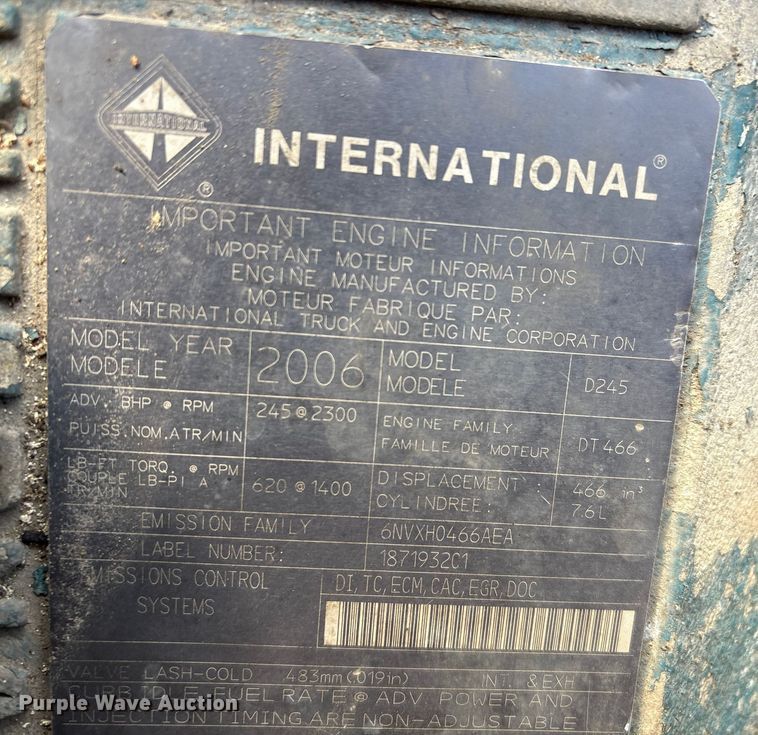 INTERNATIONAL
®
INTERNATIONAL®
IMPORTANT ENGINE INFORMATION
IMPORTANT MOTEUR INFORMATIONS
ENGINE MANUFACTURED BY:
MOTEUR FABRIQUE PAR:
INTERNATIONAL TRUCK AND ENGINE CORPORATION
MODEL YEAR
MODELE
2006
MODEL
MODELE
D245
ADV. BHP @ RPM
PUISS.NOM.ATR/MIN
245@2300
ENGINE FAMILY
FAMILLE DE MOTEUR
DT466
LB-FT TORQ. @ RPM
COUPLE LB-PI A
TR/MIN
620 @ 1400
DISPLACEMENT :
CYLINDREE:
466 in³
7.6L
EMISSION FAMILY
6NVXH0466AEA
LABEL NUMBER:
1871932C1
EMISSIONS CONTROL
SYSTEMS
DI,TC,ECM,CAC,EGR,DOC
VALVE LASH-COLD .483mm(.019in) INT. & EXH
IDLE FUEL RATE @ ADV POWER AND
INJECTION TIMING ARE NON-ADJUSTABLE
Purple Wave Auction